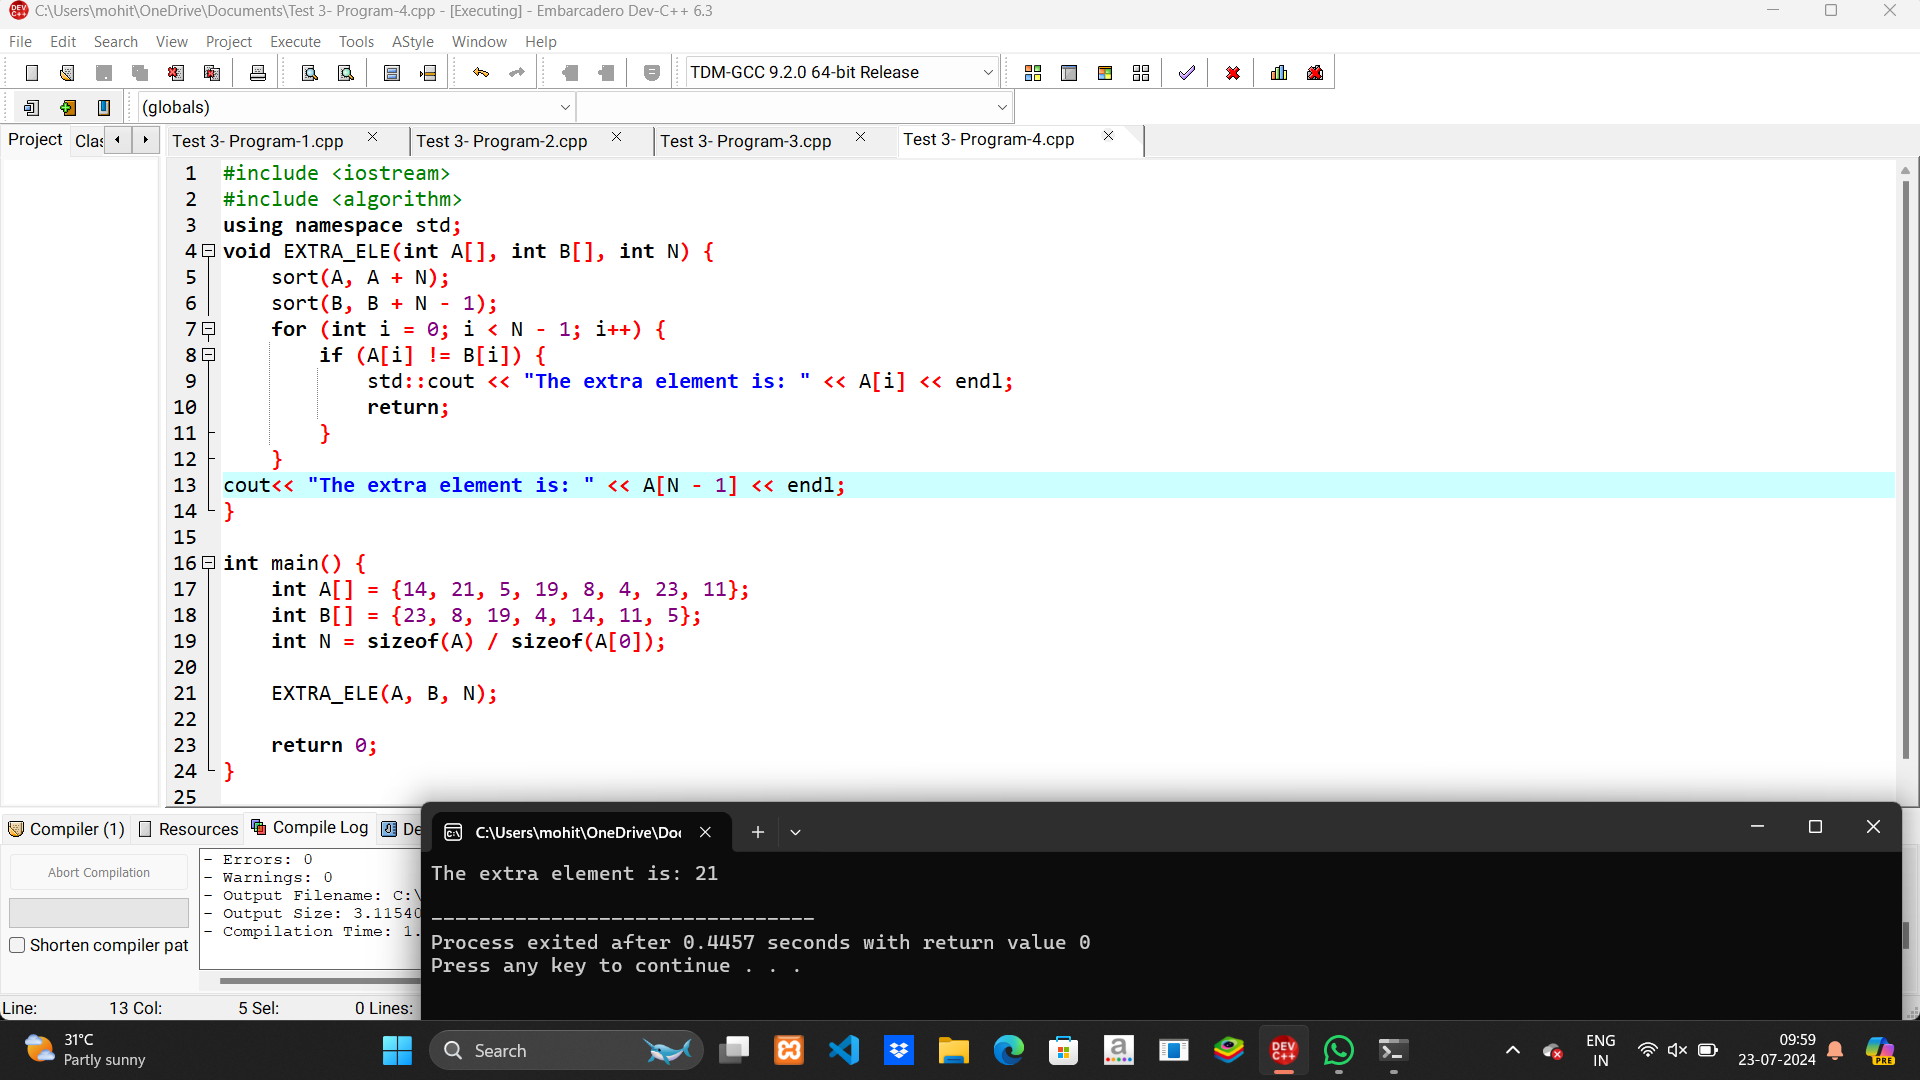 C:\Users\mohit\OneDrive\Documents\Test 3- Program-4.cpp - [Executing] - Embarcadero Dev-C++ 6.3
File Edit Search View Project Execute Tools AStyle Window Help
TDM-GCC 9.2.0 64-bit Release
(globals)
Project Clas Test 3- Program-1.cpp Test 3- Program-2.cpp Test 3- Program-3.cpp Test 3- Program-4.cpp
1 #include <iostream>
2 #include <algorithm>
3 using namespace std;
4 void EXTRA_ELE(int A[], int B[], int N) {
5 sort(A, A + N);
6 sort(B, B + N - 1);
7 for (int i = 0; i < N - 1; i++) {
8 if (A[i] != B[i]) {
9 std::cout << "The extra element is: " << A[i] << endl;
10 return;
11 }
12 }
13 cout<< "The extra element is: " << A[N - 1] << endl;
14 }
15
16 int main() {
17 int A[] = {14, 21, 5, 19, 8, 4, 23, 11};
18 int B[] = {23, 8, 19, 4, 14, 11, 5};
19 int N = sizeof(A) / sizeof(A[0]);
20
21 EXTRA_ELE(A, B, N);
22
23 return 0;
24 }
25
Compiler (1) Resources Compile Log De
Abort Compilation
Shorten compiler pat
- Errors: 0
- Warnings: 0
- Output Filename: C:\
- Output Size: 3.11540
- Compilation Time: 1.
Line: 13 Col: 5 Sel: 0 Lines:
C:\Users\mohit\OneDrive\Doc
The extra element is: 21
--------------------------------
Process exited after 0.4457 seconds with return value 0
Press any key to continue . . .
31°C
Partly sunny
Search
DEV C++
ENG
IN
09:59
23-07-2024
PRE